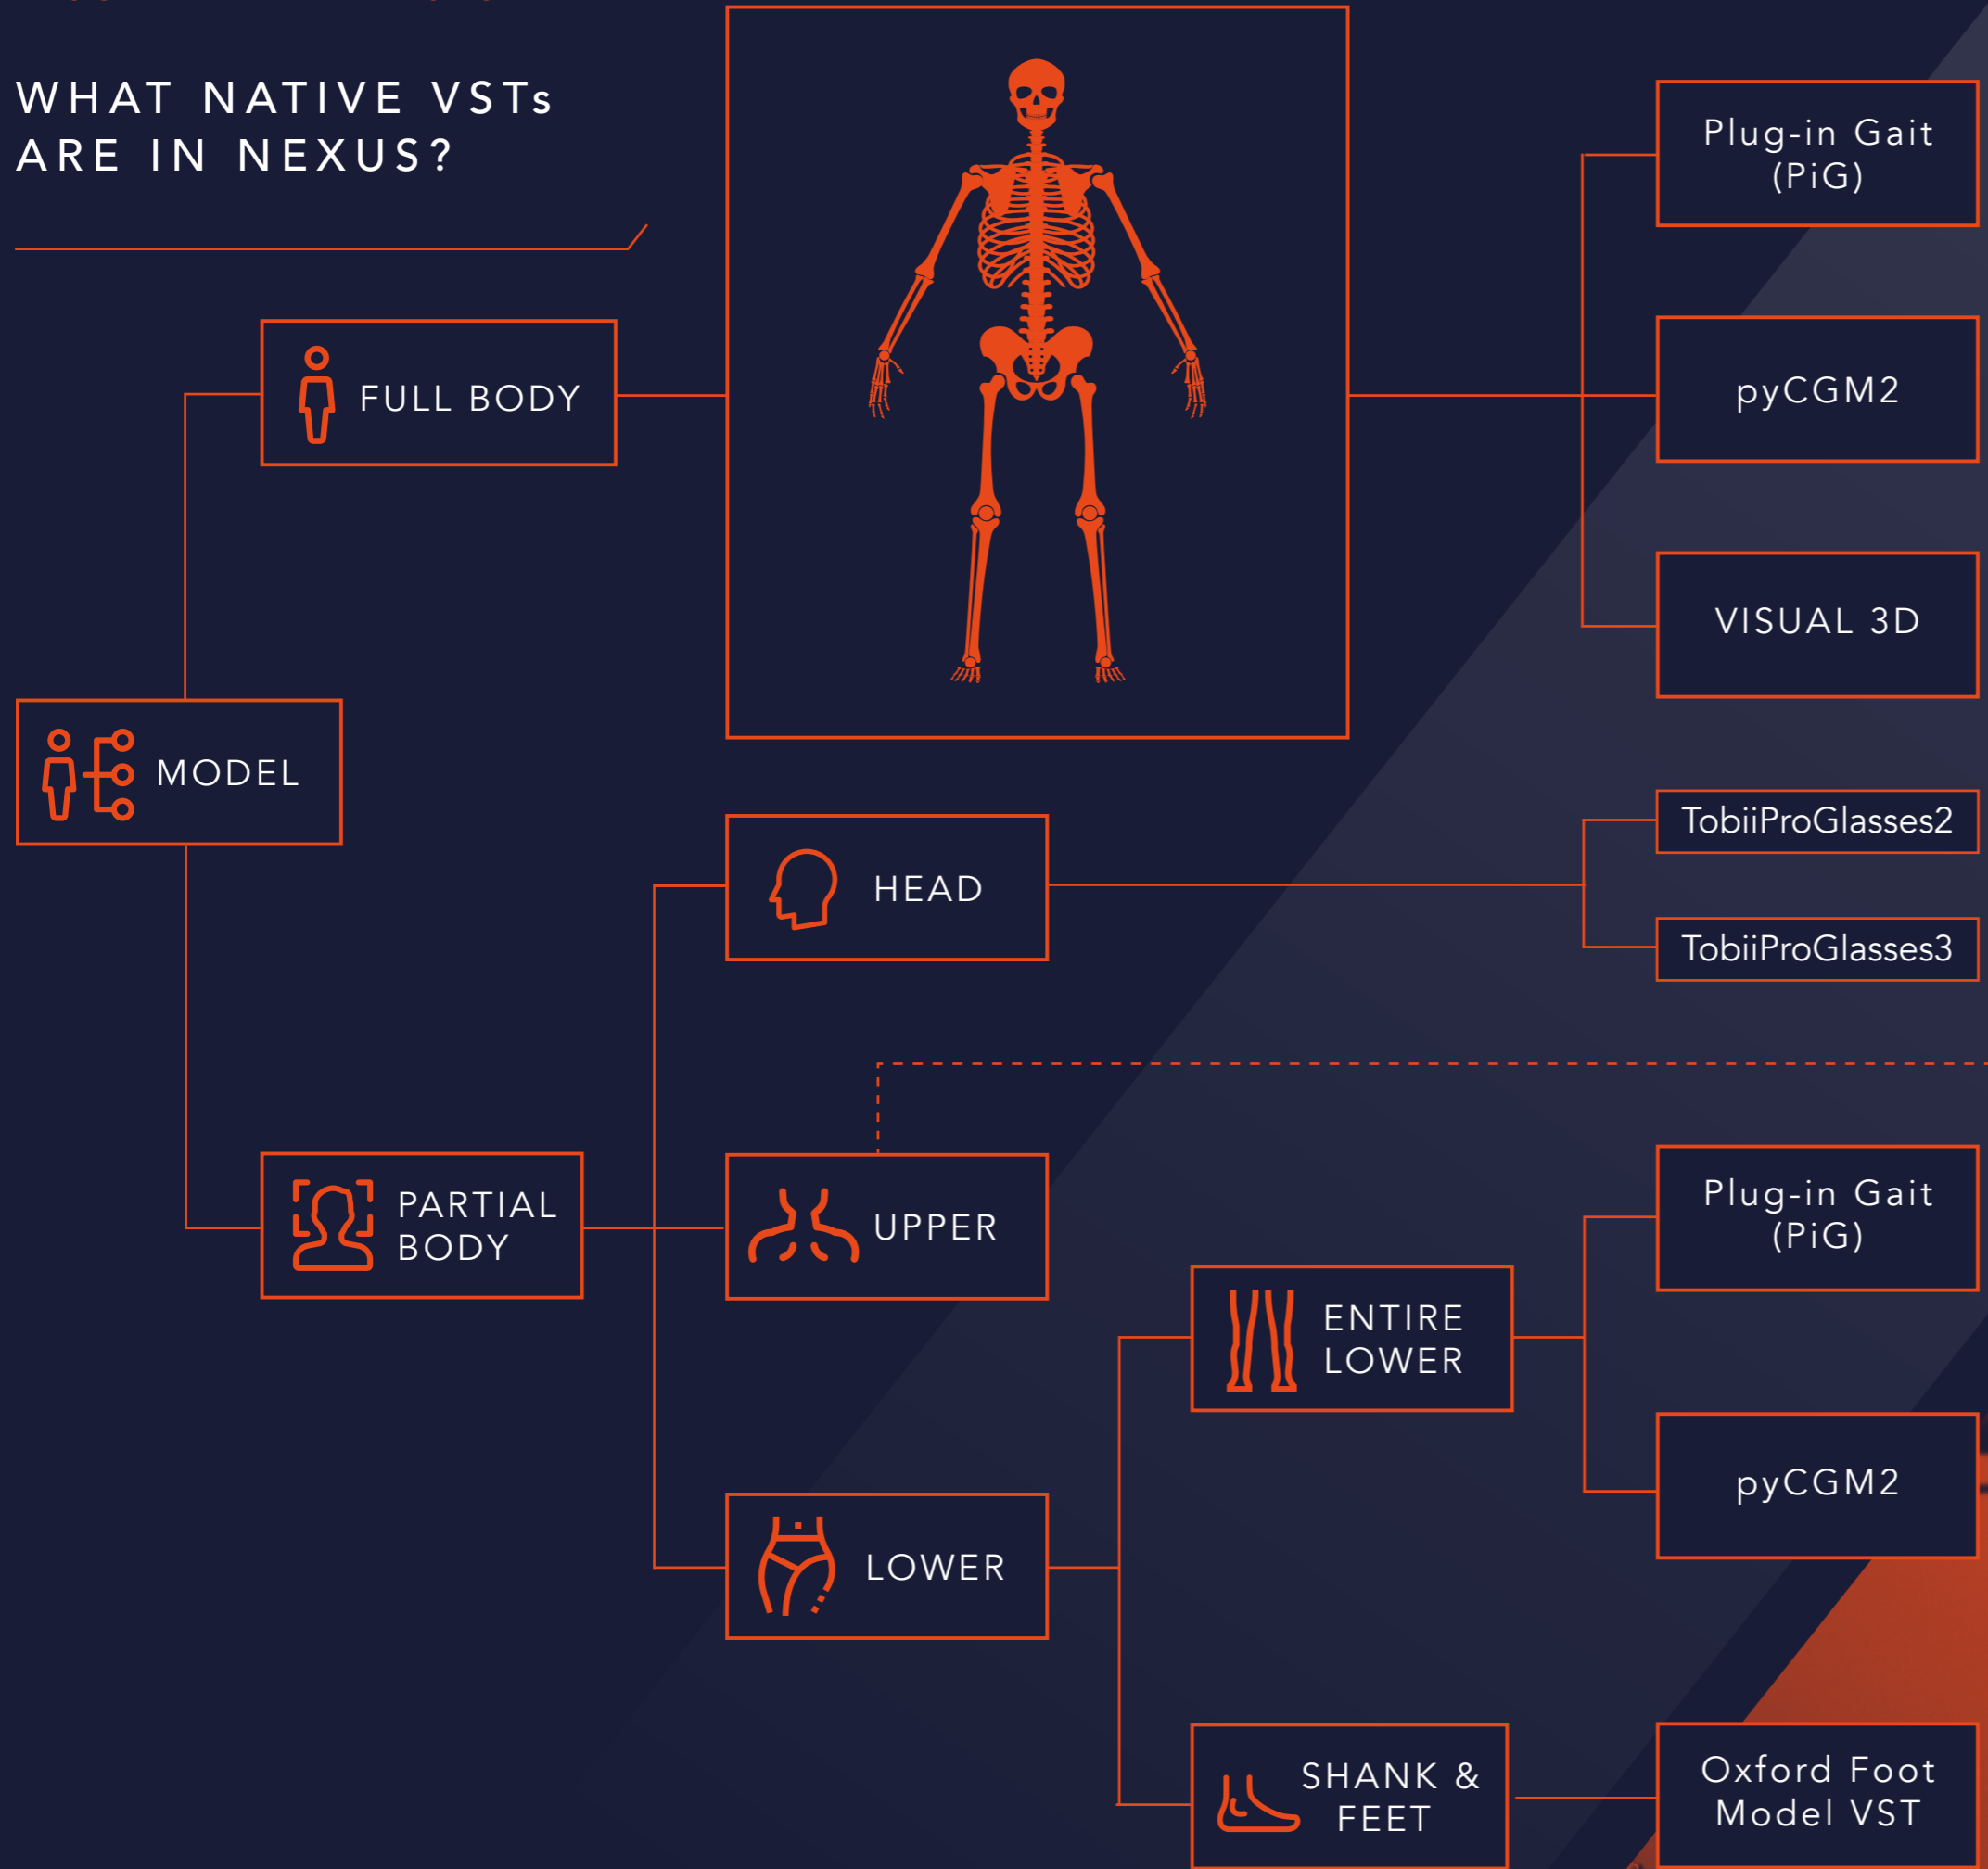 WHAT NATIVE VSTs
ARE IN NEXUS?
FULL BODY
Plug-in Gait
(PiG)
pyCGM2
VISUAL 3D
MODEL
HEAD
TobiiProGlasses2
TobiiProGlasses3
PARTIAL
BODY
UPPER
LOWER
ENTIRE
LOWER
Plug-in Gait
(PiG)
pyCGM2
SHANK &
FEET
Oxford Foot
Model VST